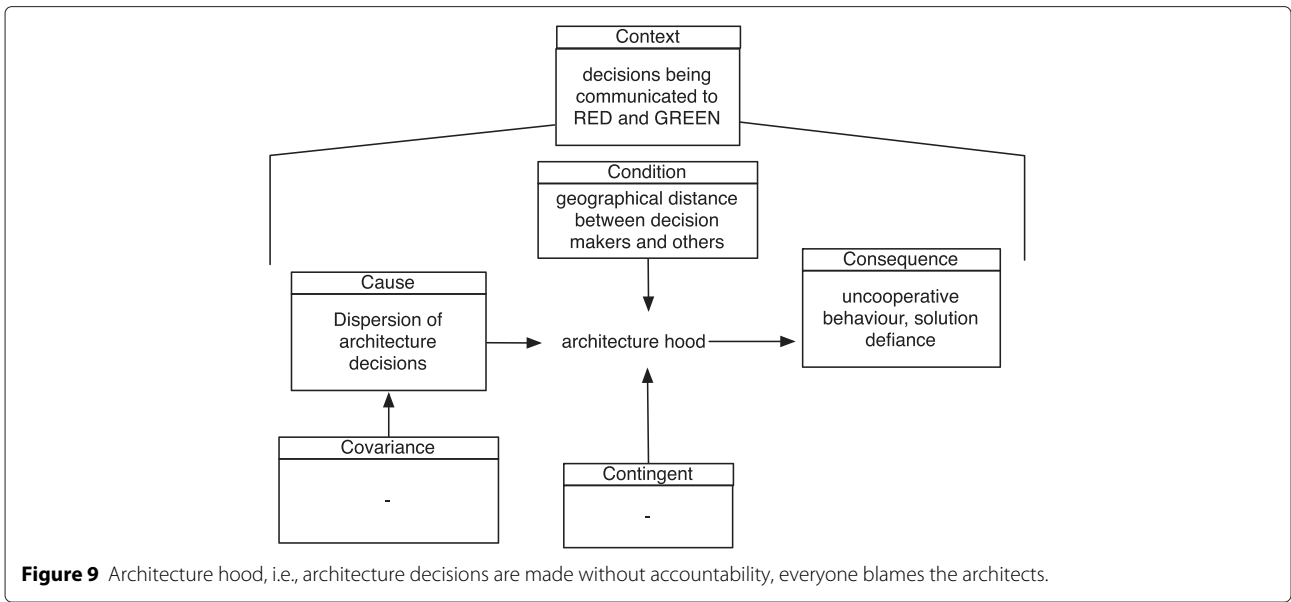 Context
decisions being
communicated to
RED and GREEN
Condition
geographical distance
between decision
makers and others
Cause
Dispersion of
architecture
decisions
architecture hood
Consequence
uncooperative
behaviour, solution
defiance
Covariance
-
Contingent
-
Figure 9 Architecture hood, i.e., architecture decisions are made without accountability, everyone blames the architects.